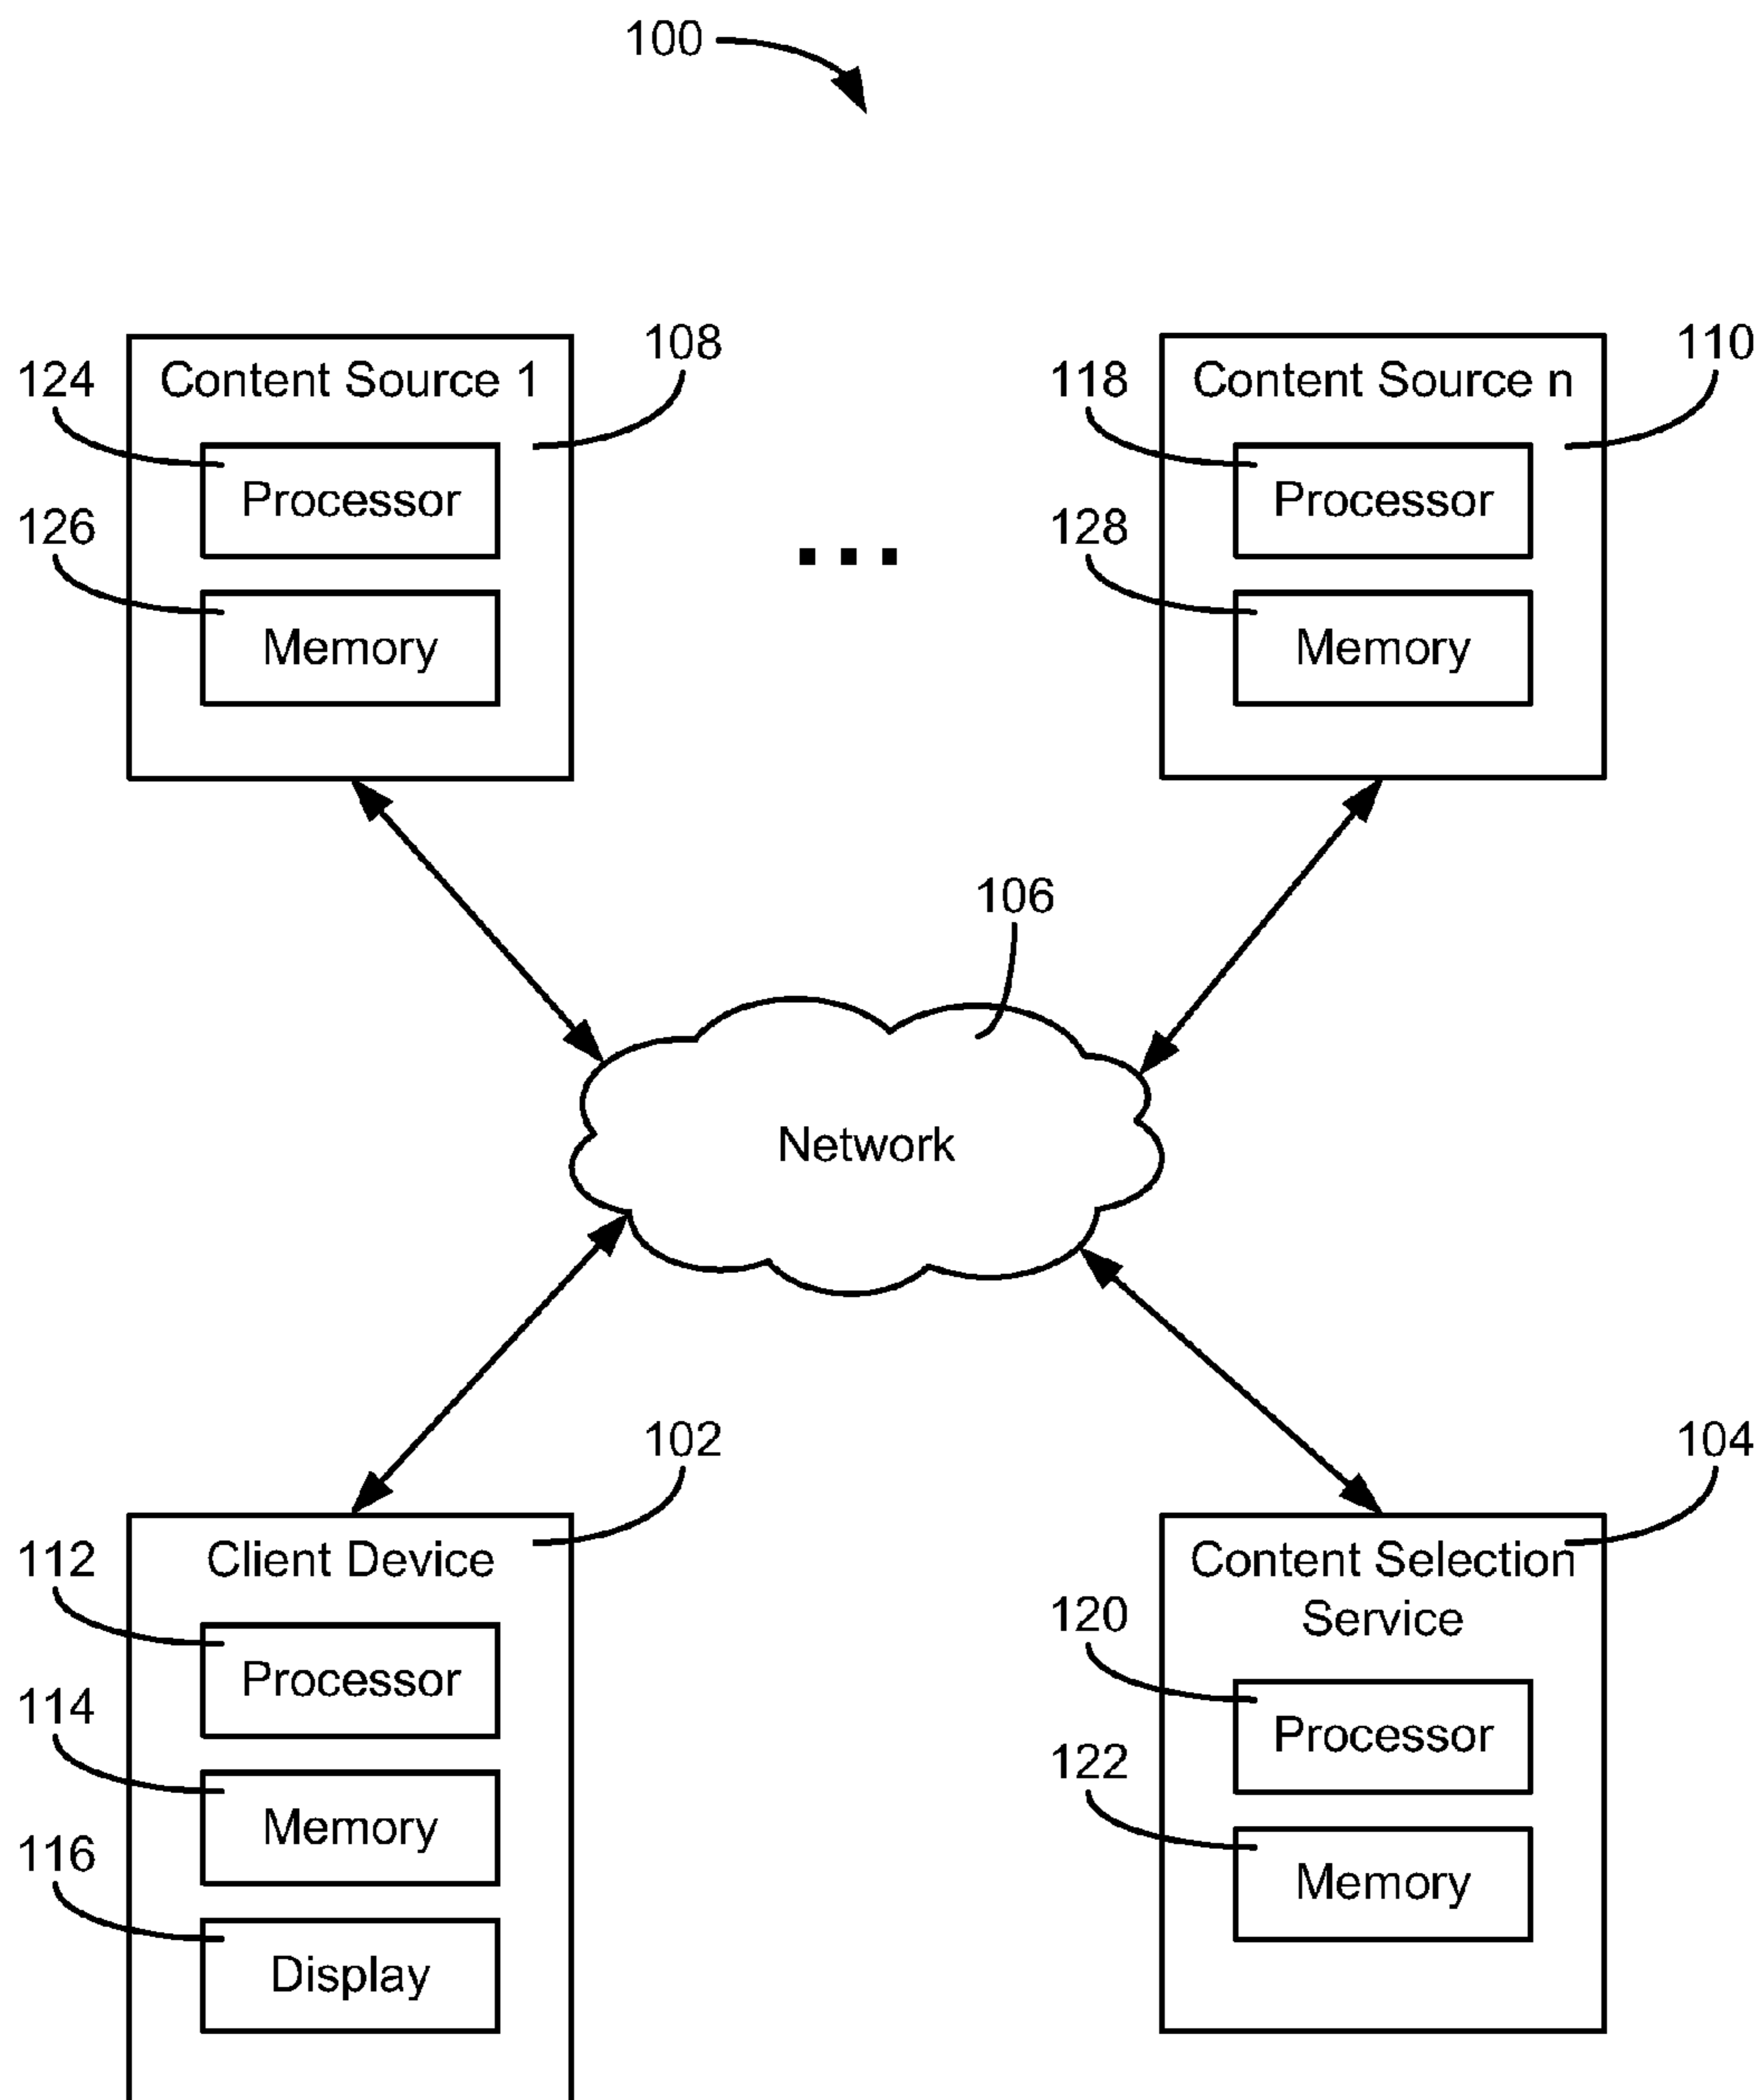 100
108
110
124
Content Source 1
118
Content Source n
Processor
Processor
126
128
Memory
Memory
106
Network
102
104
112
Client Device
Content Selection
Service
120
Processor
Processor
114
122
Memory
Memory
116
Display